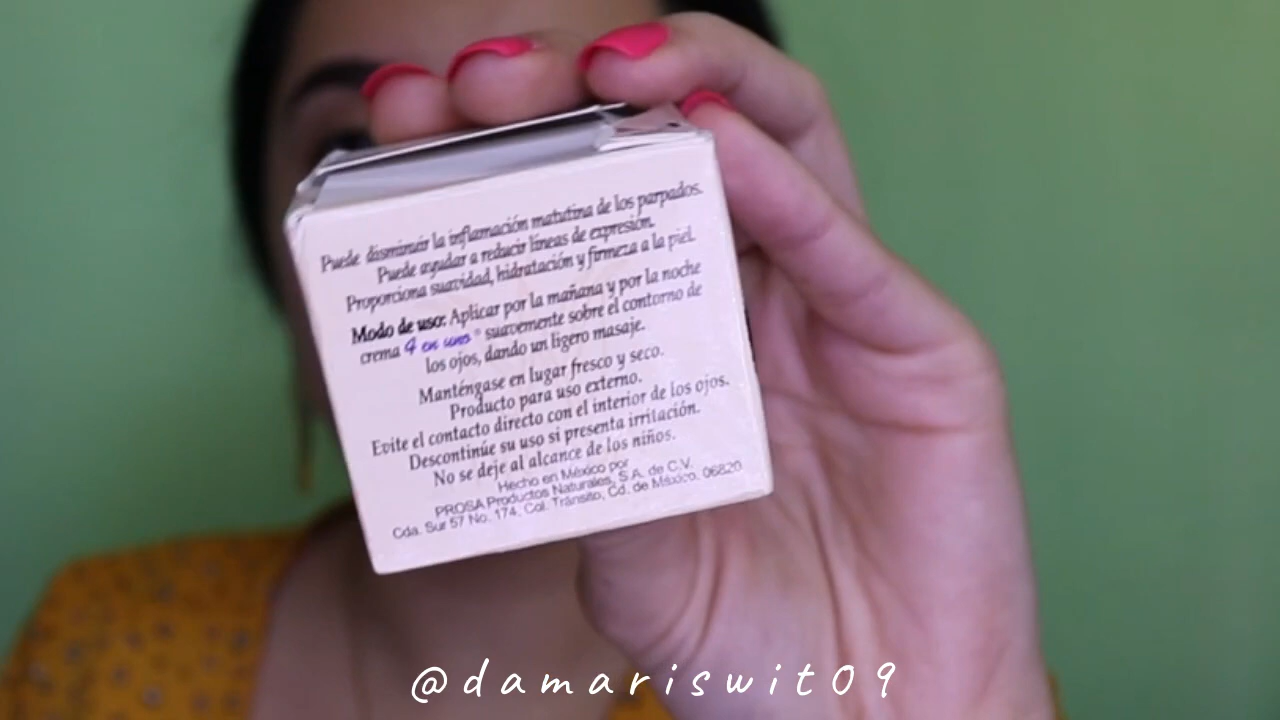 Puede disminuir la inflamación matutina de los parpados.
Puede ayudar a reducir líneas de expresión.
Proporciona suavidad, hidratación y firmeza a la piel.
Modo de uso: Aplicar por la mañana y por la noche
crema 4 en uno® suavemente sobre el contorno de
los ojos, dando un ligero masaje.
Manténgase en lugar fresco y seco.
Producto para uso externo.
Evite el contacto directo con el interior de los ojos.
Descontinúe su uso si presenta irritación.
No se deje al alcance de los niños.
Hecho en México por
PROSA Productos Naturales, S.A. de C.V.
Cda. Sur 57 No. 174, Col. Tránsito, Cd. de México. 06820
@damariswit09